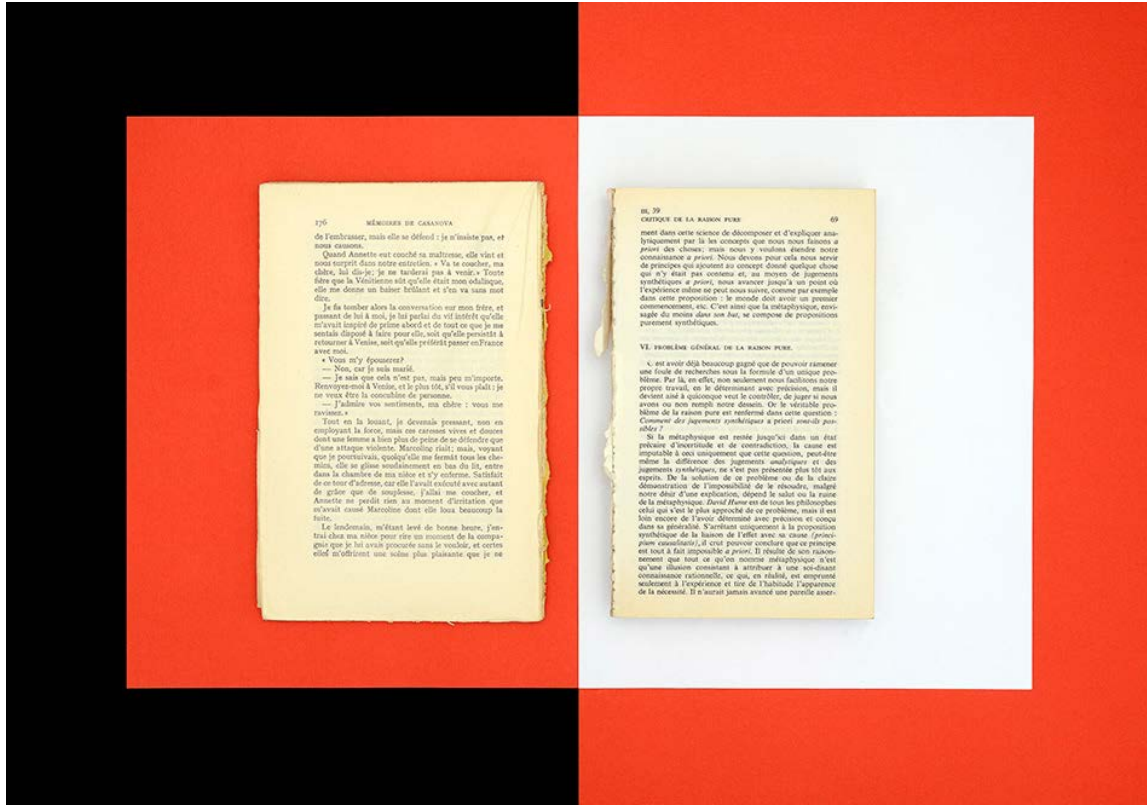 176 MÉMOIRES DE CASANOVA
de l'embrasser, mais elle se défend : je n'insiste pas, et
nous causons.
Quand Annette eut couché sa maîtresse, elle vint et
nous surprit dans notre entretien. « Va te coucher, ma
chère, lui dis-je; je ne tarderai pas à venir. » Toute
fière que la Vénitienne sût qu'elle était mon odalisque,
elle me donne un baiser brûlant et s'en va sans mot
dire.
Je fis tomber alors la conversation sur mon frère, et
passant de lui à moi, je lui parlai du vif intérêt qu'elle
m'avait inspiré de prime abord et de tout ce que je me
sentais disposé à faire pour elle, soit qu'elle persistât à
retourner à Venise, soit qu'elle préférât passer en France
avec moi.
« Vous m'y épouserez?
— Non, car je suis marié.
— Je sais que cela n'est pas, mais peu m'importe.
Renvoyez-moi à Venise, et le plus tôt, s'il vous plaît : je
ne veux être la concubine de personne.
— J'admire vos sentiments, ma chère : vous me
ravissez. »
Tout en la louant, je devenais pressant, non en
employant la force, mais ces caresses vives et douces
dont une femme a bien plus de peine de se défendre que
d'une attaque violente. Marcoline riait; mais, voyant
que je poursuivais, quoiqu'elle me fermât tous les che-
mins, elle se glisse soudainement en bas du lit, entre
dans la chambre de ma nièce et s'y enferme. Satisfait
de ce tour d'adresse, car elle l'avait exécuté avec autant
de grâce que de souplesse, j'allai me coucher, et
Annette ne perdit rien au moment d'irritation que
m'avait causé Marcoline dont elle loua beaucoup la
fuite.
Le lendemain, m'étant levé de bonne heure, j'en-
trai chez ma nièce pour rire un moment de la compa-
gnie que je lui avais procurée sans le vouloir, et certes
elles m'offrirent une scène plus plaisante que je ne
III, 39
CRITIQUE DE LA RAISON PURE 69
ment dans cette science de décomposer et d'expliquer ana-
lytiquement par là les concepts que nous nous faisons a
priori des choses; mais nous y voulons étendre notre
connaissance a priori. Nous devons pour cela nous servir
de principes qui ajoutent au concept donné quelque chose
qui n'y était pas contenu et, au moyen de jugements
synthétiques a priori, nous avancer jusqu'à un point où
l'expérience même ne peut nous suivre, comme par exemple
dans cette proposition : le monde doit avoir un premier
commencement, etc. C'est ainsi que la métaphysique, envi-
sagée du moins dans son but, se compose de propositions
purement synthétiques.
VI. PROBLÈME GÉNÉRAL DE LA RAISON PURE.
C'est avoir déjà beaucoup gagné que de pouvoir ramener
une foule de recherches sous la formule d'un unique pro-
blème. Par là, en effet, non seulement nous facilitons notre
propre travail, en le déterminant avec précision, mais il
devient aisé à quiconque veut le contrôler, de juger si nous
avons ou non rempli notre dessein. Or le véritable pro-
blème de la raison pure est renfermé dans cette question :
Comment des jugements synthétiques a priori sont-ils pos-
sibles ?
Si la métaphysique est restée jusqu'ici dans un état
précaire d'incertitude et de contradiction, la cause est
imputable à ceci uniquement que cette question, peut-être
même la différence des jugements analytiques et des
jugements synthétiques, ne s'est pas présentée plus tôt aux
esprits. De la solution de ce problème ou de la claire
démonstration de l'impossibilité de le résoudre, malgré
notre désir d'une explication, dépend le salut ou la ruine
de la métaphysique. David Hume est de tous les philosophes
celui qui s'est le plus approché de ce problème, mais il est
loin encore de l'avoir déterminé avec précision et conçu
dans sa généralité. S'arrêtant uniquement à la proposition
synthétique de la liaison de l'effet avec sa cause (princi-
pium causalitatis), il crut pouvoir conclure que ce principe
est tout à fait impossible a priori. Il résulte de son raison-
nement que tout ce qu'on nomme métaphysique n'est
qu'une illusion consistant à attribuer à une soi-disant
connaissance rationnelle, ce qui, en réalité, est emprunté
seulement à l'expérience et tire de l'habitude l'apparence
de la nécessité. Il n'aurait jamais avancé une pareille asser-